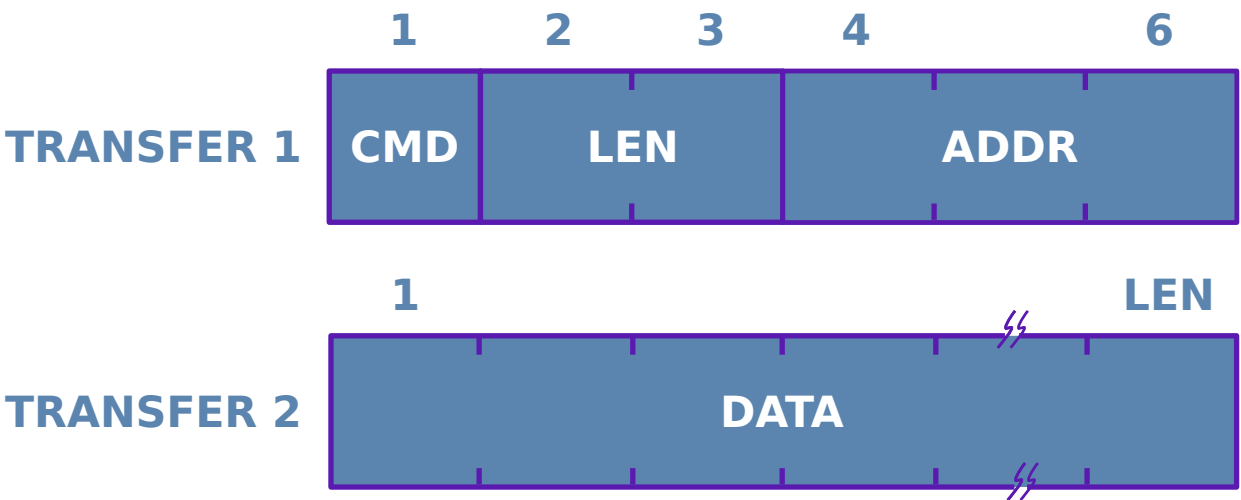 1 2 3 4 6
TRANSFER 1 CMD LEN ADDR
1 LEN
TRANSFER 2 DATA